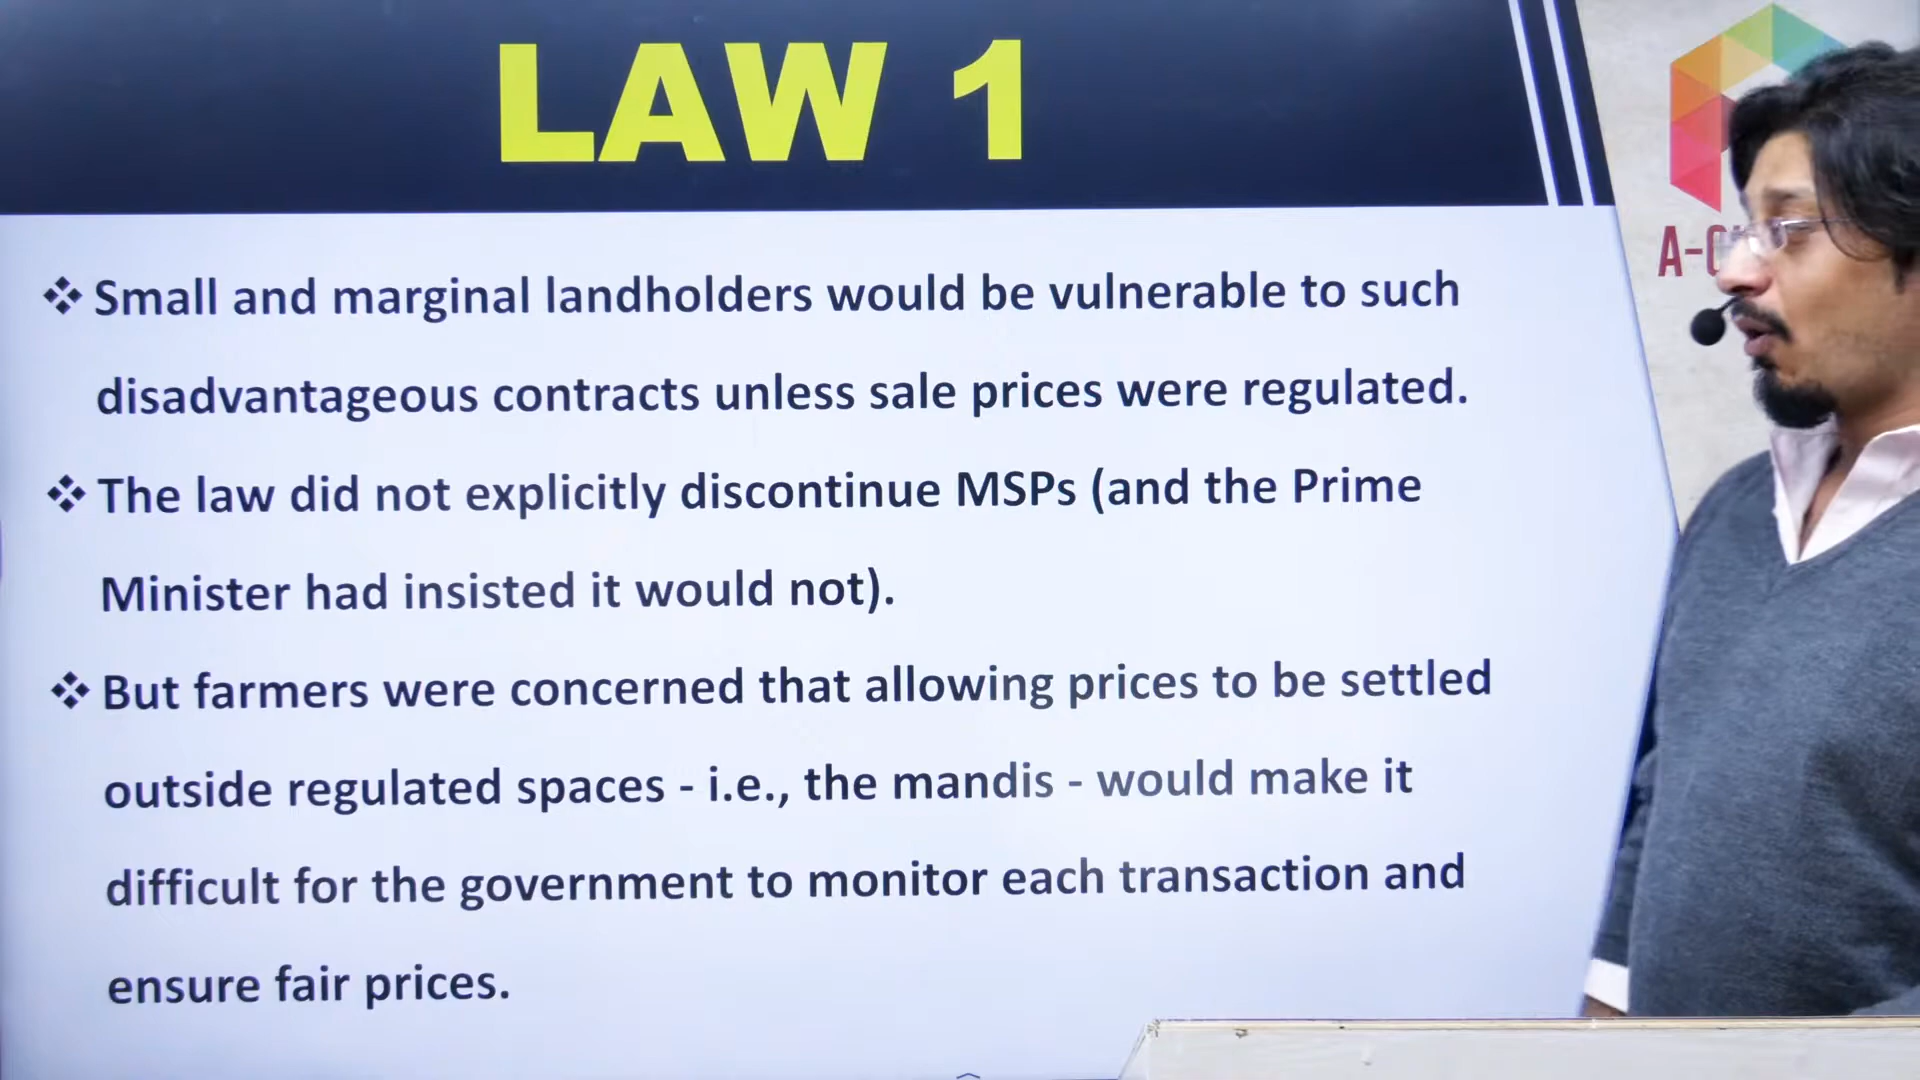 LAW 1
❖ Small and marginal landholders would be vulnerable to such
disadvantageous contracts unless sale prices were regulated.
❖ The law did not explicitly discontinue MSPs (and the Prime
Minister had insisted it would not).
❖ But farmers were concerned that allowing prices to be settled
outside regulated spaces - i.e., the mandis - would make it
difficult for the government to monitor each transaction and
ensure fair prices.